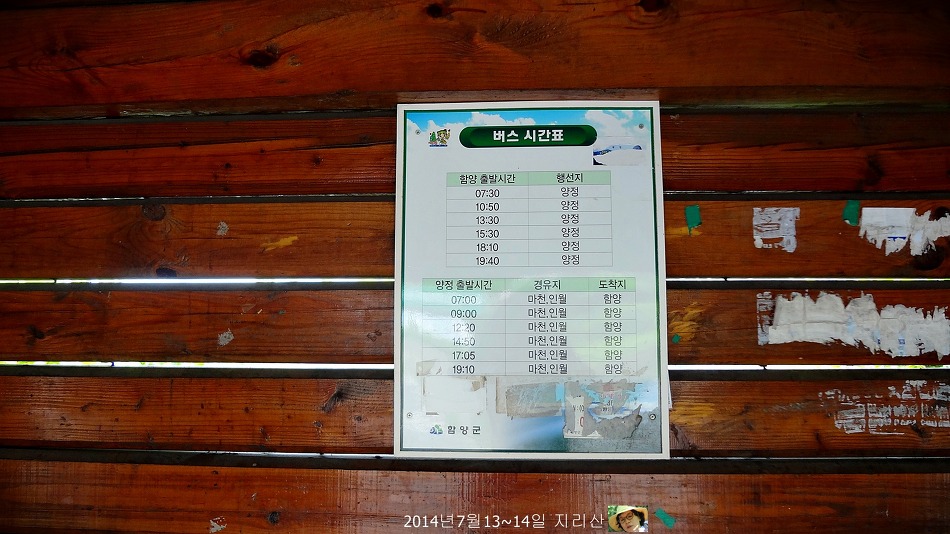 버스 시간표
함양 출발시간 행선지
07:30 양정
10:50 양정
13:30 양정
15:30 양정
18:10 양정
19:40 양정
양정 출발시간 경유지 도착지
07:00 마천,인월 함양
09:00 마천,인월 함양
12:20 마천,인월 함양
14:50 마천,인월 함양
17:05 마천,인월 함양
19:10 마천,인월 함양
함양군
2014년7월13~14일 지리산